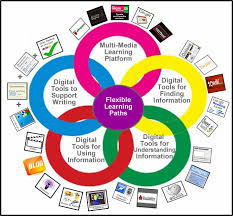 Multi-Media
Learning
Platform
Digital
Tools to
Support
Writing
Digital
Tools for
Finding
Information
Flexible
Learning
Paths
Digital
Tools for
Using
Information
Digital
Tools for
Understanding
Information
BLOG